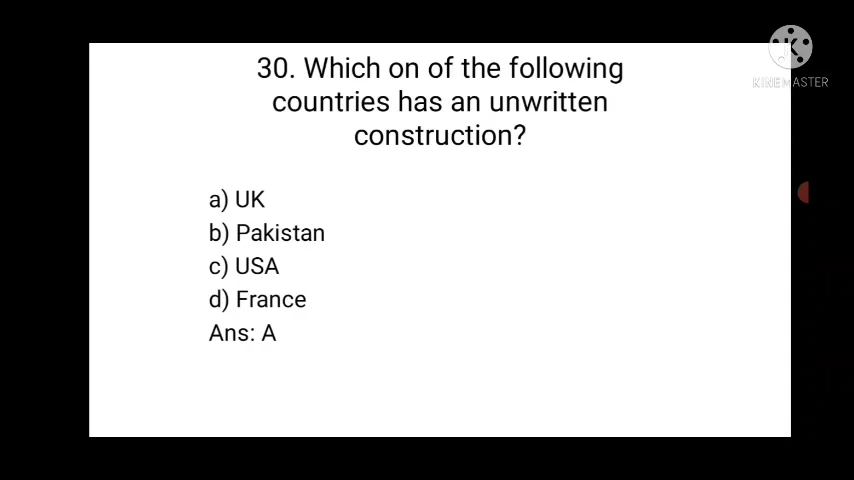 30. Which on of the following
countries has an unwritten
construction?
a) UK
b) Pakistan
c) USA
d) France
Ans: A
K
KINEMASTER